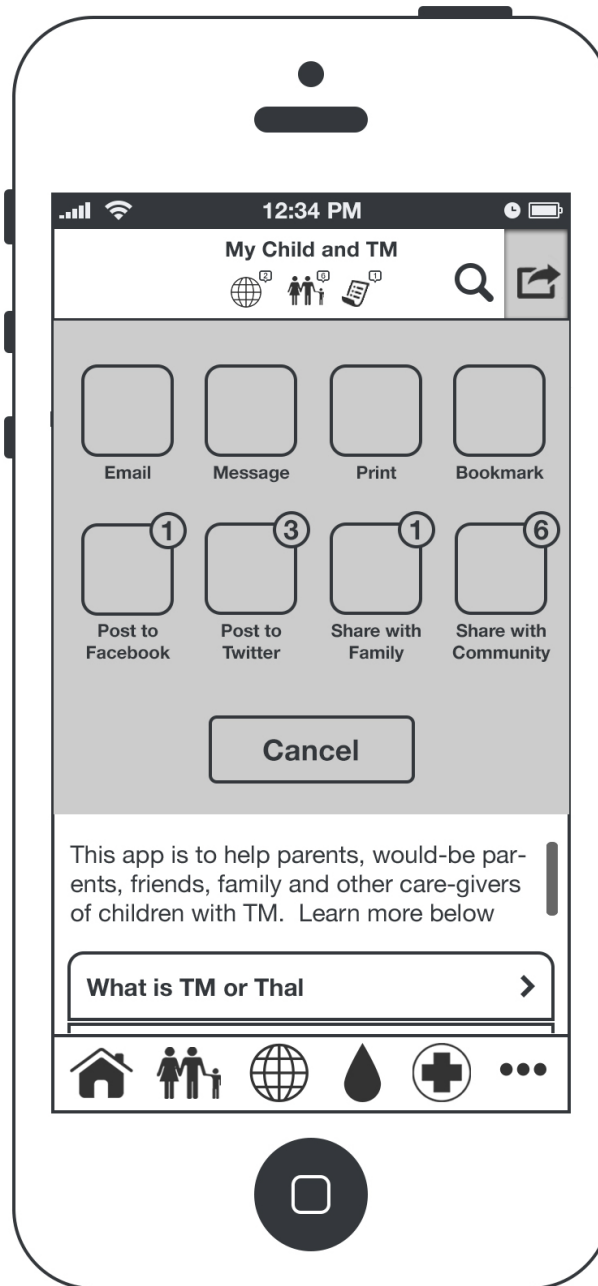 12:34 PM
My Child and TM
2
6
1
Email
Message
Print
Bookmark
1
3
1
6
Post to
Facebook
Post to
Twitter
Share with
Family
Share with
Community
Cancel
This app is to help parents, would-be par-
ents, friends, family and other care-givers
of children with TM.  Learn more below
What is TM or Thal